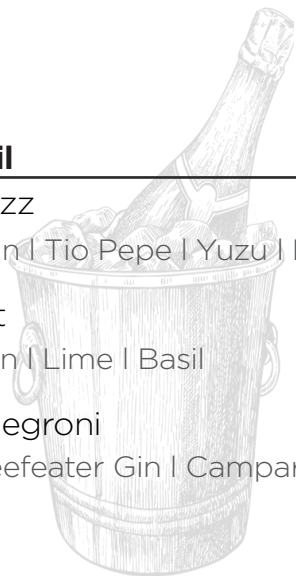 il
zz
n I Tio Pepe I Yuzu I
t
n I Lime I Basil
egroni
eefeater Gin I Campar